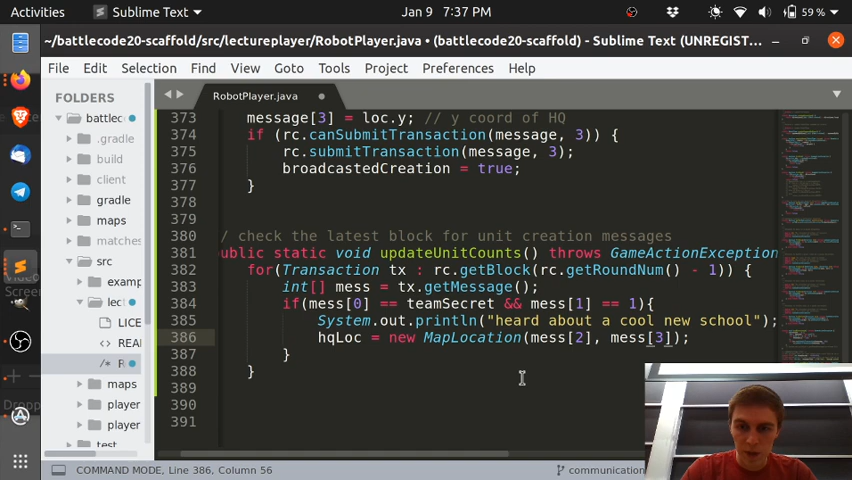 Activities Sublime Text Jan 9 7:37 PM 59 %
~/battlecode20-scaffold/src/lectureplayer/RobotPlayer.java • (battlecode20-scaffold) - Sublime Text (UNREGIST...
File Edit Selection Find View Goto Tools Project Preferences Help
FOLDERS
battlec
.gradle
build
client
gradle
maps
matches
src
examp
lect
LICE
REAI
/* R
maps
player
player
test
RobotPlayer.java
373 message[3] = loc.y; // y coord of HQ
374 if (rc.canSubmitTransaction(message, 3)) {
375 rc.submitTransaction(message, 3);
376 broadcastedCreation = true;
377 }
378
379
380 / check the latest block for unit creation messages
381 ublic static void updateUnitCounts() throws GameActionException
382 for(Transaction tx : rc.getBlock(rc.getRoundNum() - 1)) {
383 int[] mess = tx.getMessage();
384 if(mess[0] == teamSecret && mess[1] == 1){
385 System.out.println("heard about a cool new school");
386 hqLoc = new MapLocation(mess[2], mess[3]);
387 }
388 }
389
390
391
COMMAND MODE, Line 386, Column 56 communication